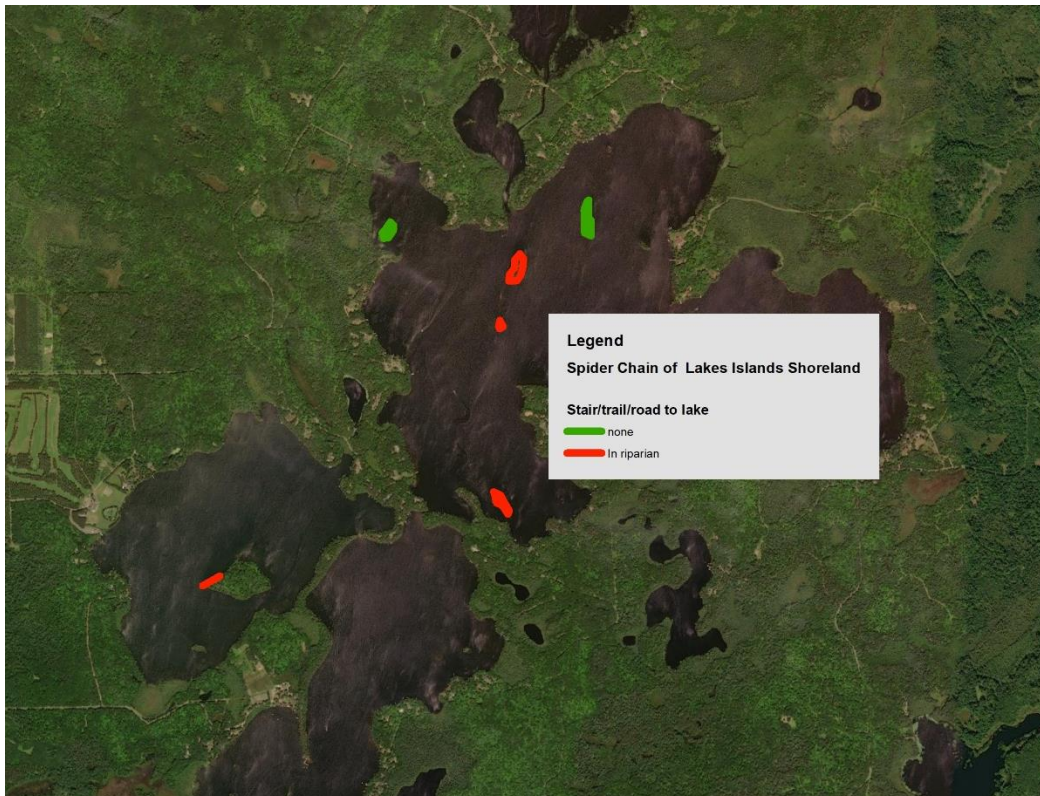 Legend
Spider Chain of Lakes Islands Shoreland
Stair/trail/road to lake
none
In riparian